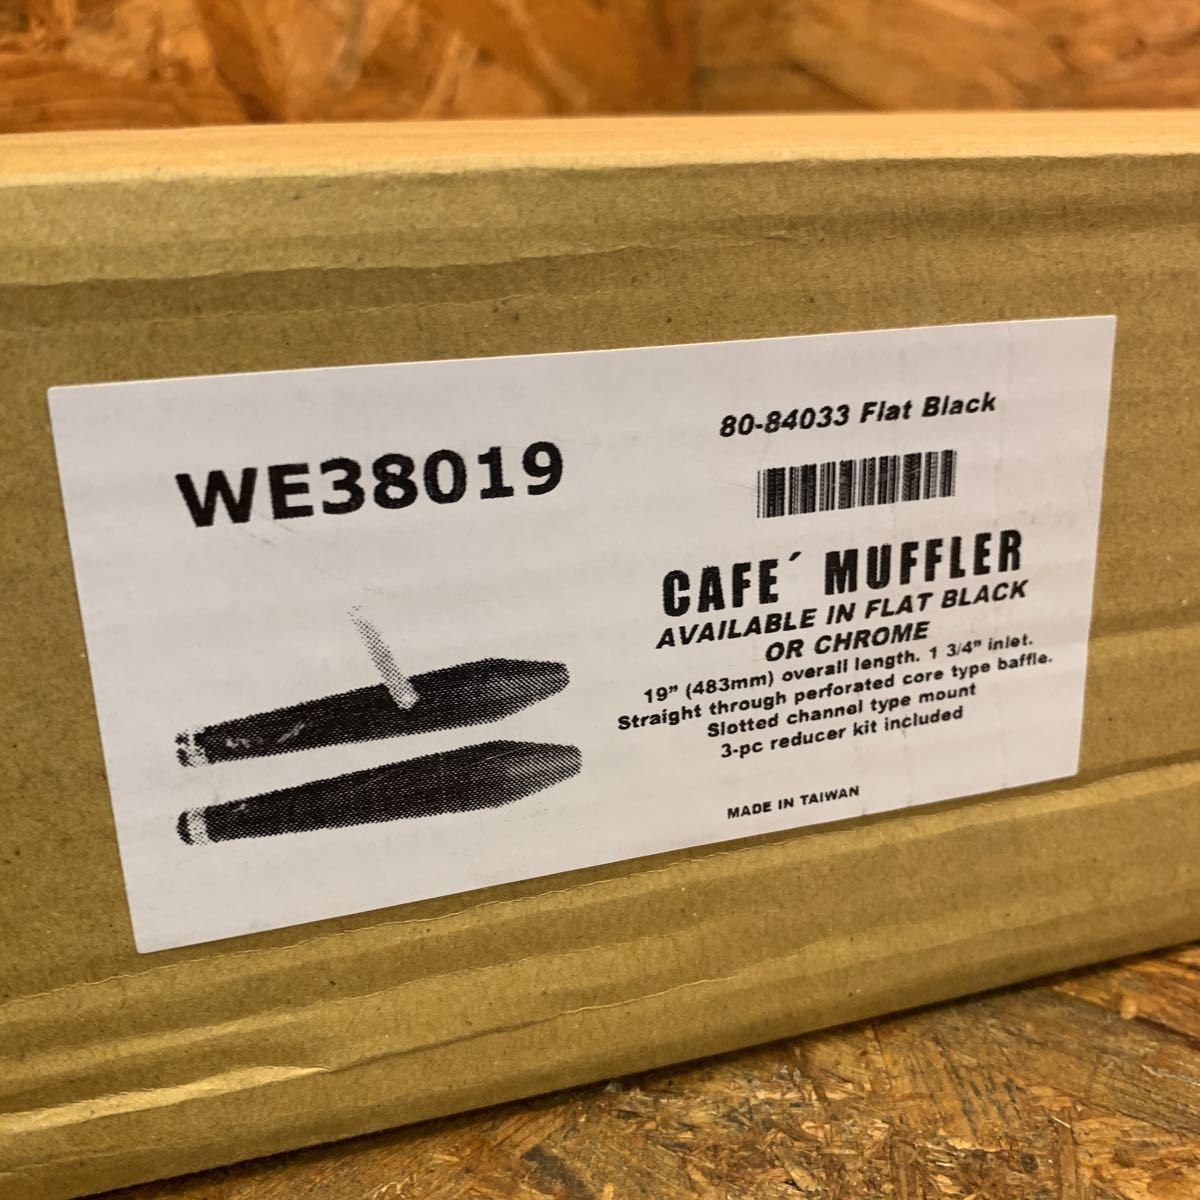 WE38019
80-84033 Flat Black
CAFE´ MUFFLER
AVAILABLE IN FLAT BLACK
OR CHROME
19” (483mm) overall length. 1 3/4” inlet.
Straight through perforated core type baffle.
Slotted channel type mount
3-pc reducer kit included
MADE IN TAIWAN